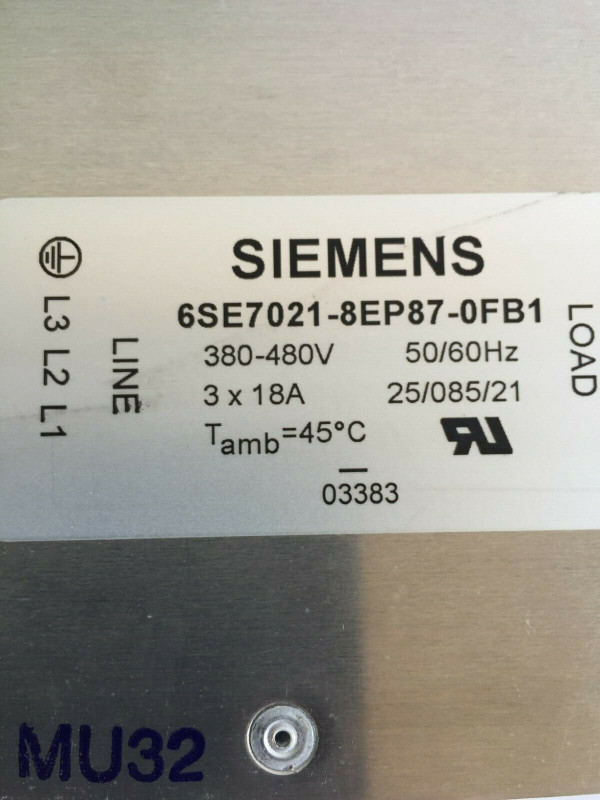 SIEMENS
6SE7021-8EP87-0FB1
380-480V 50/60Hz
3 x 18A 25/085/21
Tamb=45°C
03383
L3 L2 L1
LINE
LOAD
MU32